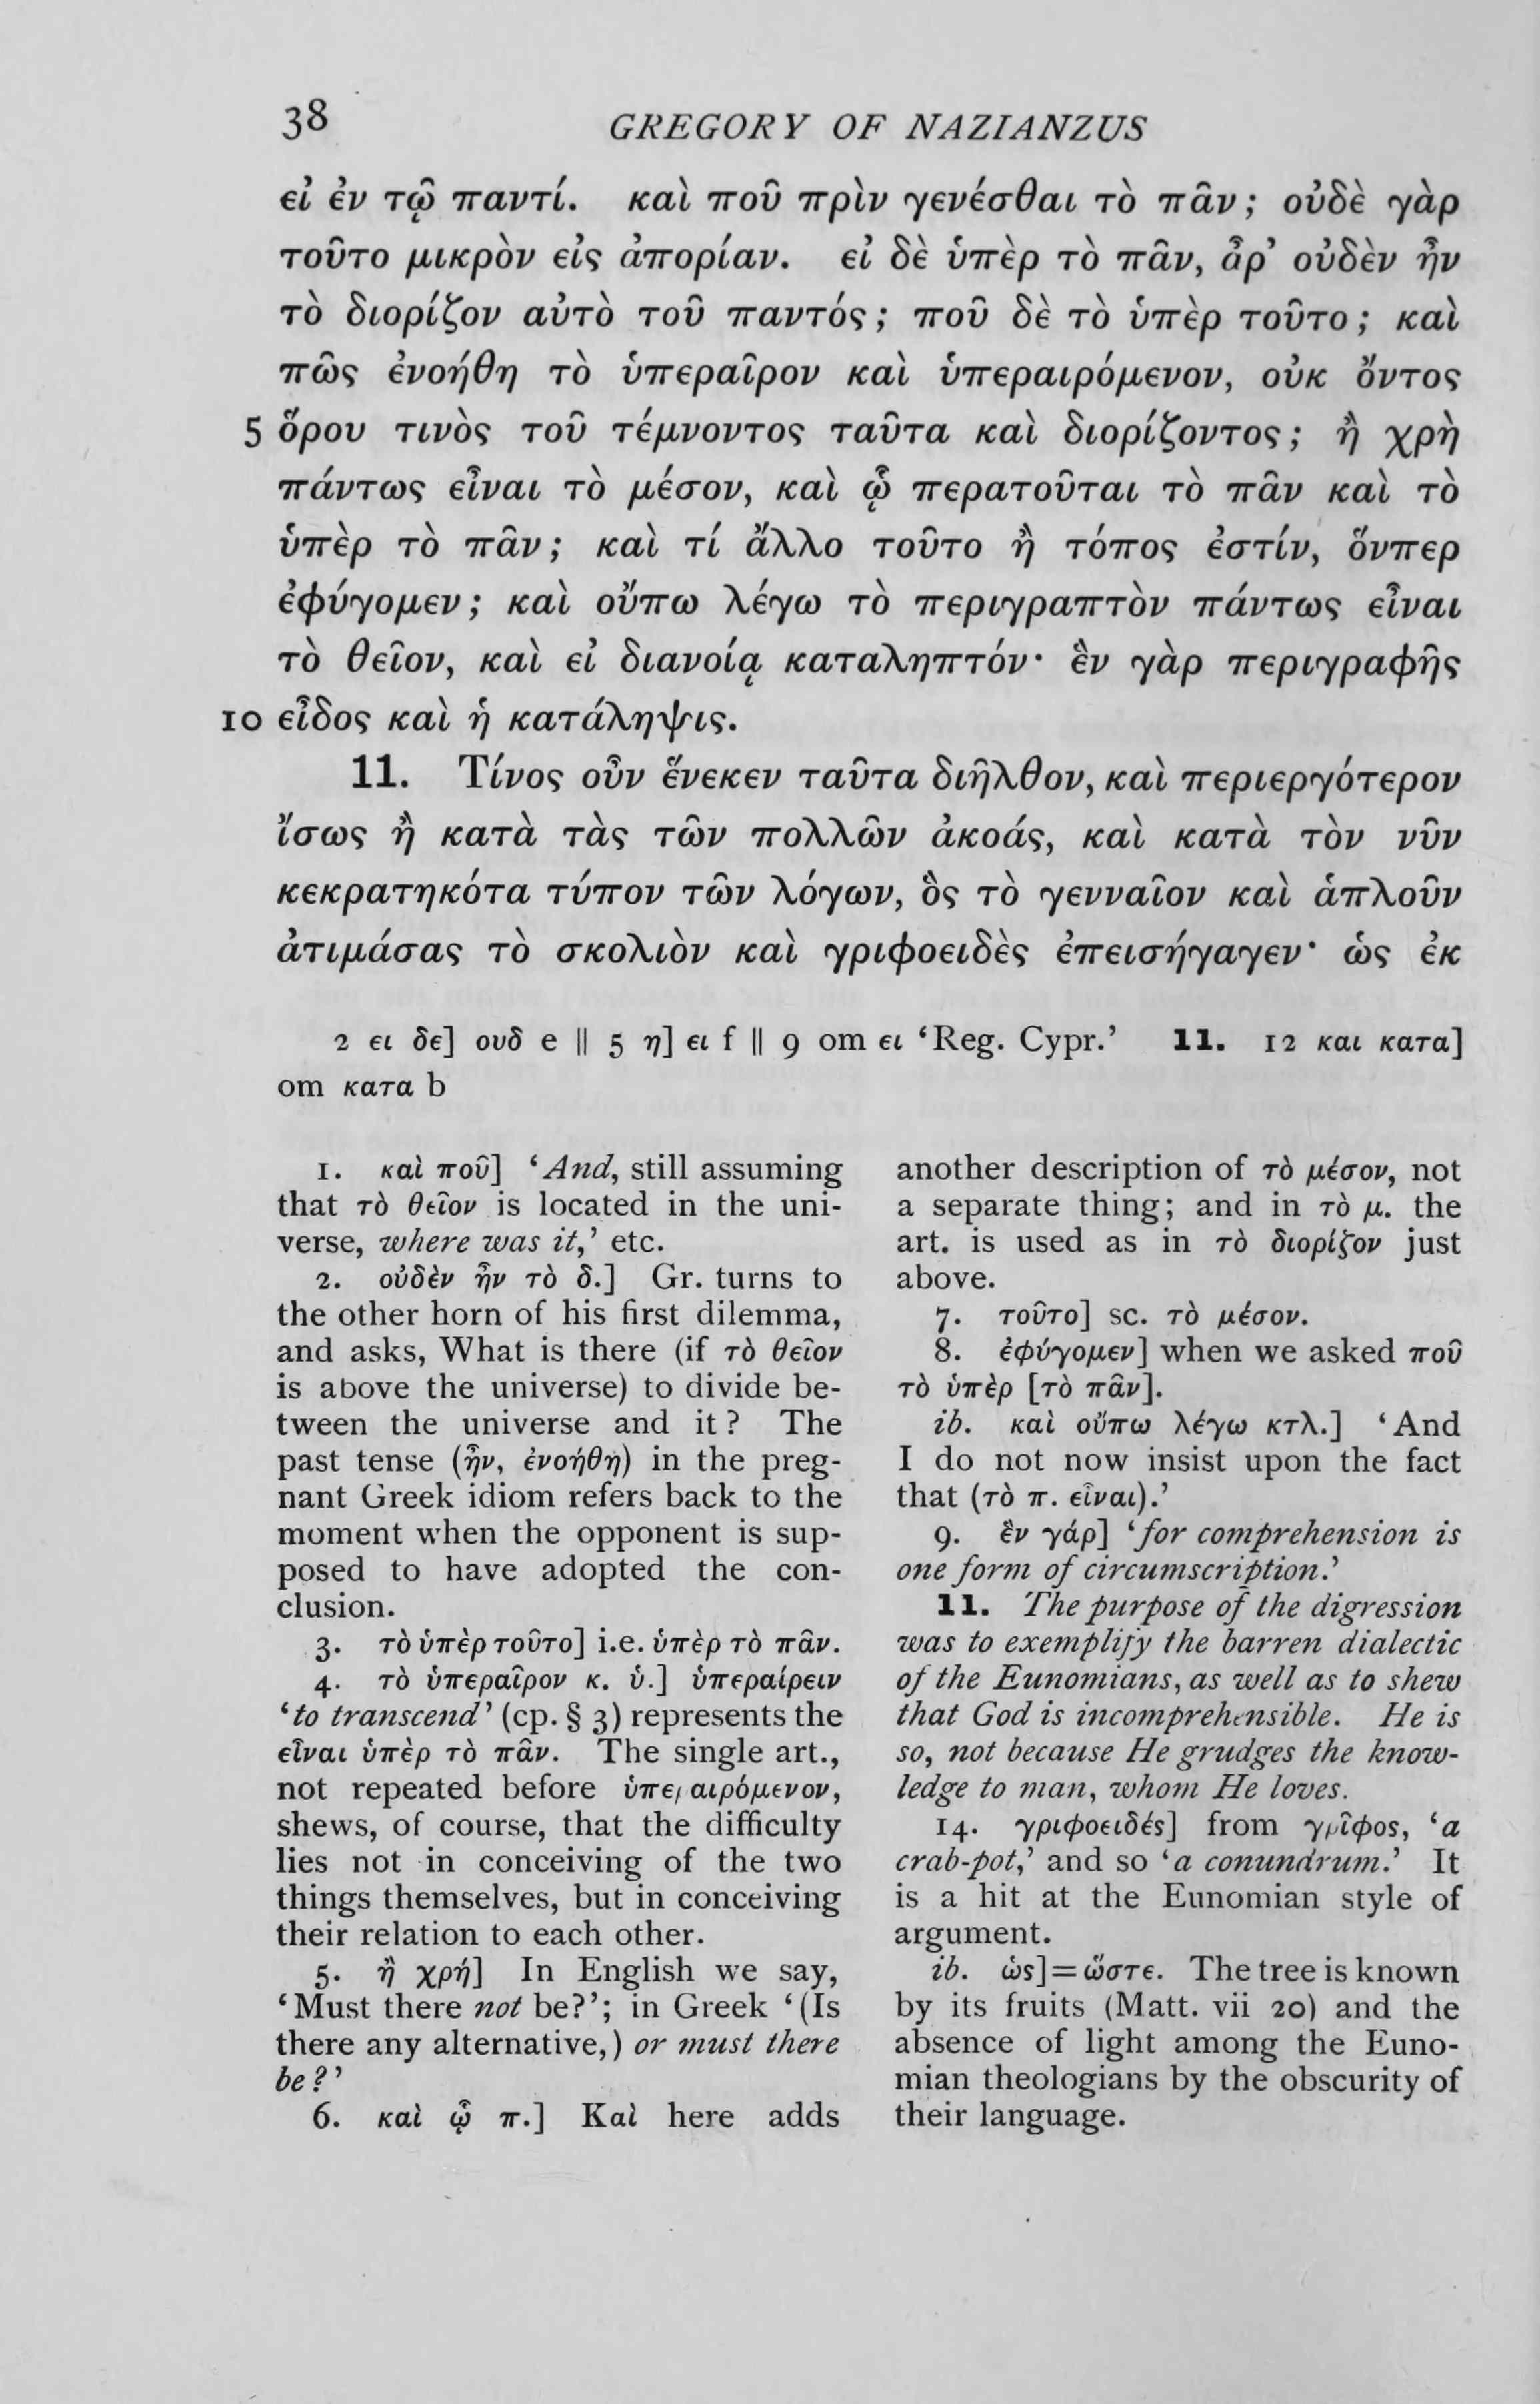 38 GREGORY OF NAZIANZUS
εἰ ἐν τῷ παντί. καὶ ποῦ πρὶν γενέσθαι τὸ πᾶν; οὐδὲ γὰρ
τοῦτο μικρὸν εἰς ἀπορίαν. εἰ δὲ ὑπὲρ τὸ πᾶν, ἆρ’ οὐδὲν ἦν
τὸ διορίζον αὐτὸ τοῦ παντός; ποῦ δὲ τὸ ὑπὲρ τοῦτο; καὶ
πῶς ἐνοήθη τὸ ὑπεραῖρον καὶ ὑπεραιρόμενον, οὐκ ὄντος
5 ὅρου τινὸς τοῦ τέμνοντος ταῦτα καὶ διορίζοντος; ἢ χρὴ
πάντως εἶναι τὸ μέσον, καὶ ᾧ περατοῦται τὸ πᾶν καὶ τὸ
ὑπὲρ τὸ πᾶν; καὶ τί ἄλλο τοῦτο ἢ τόπος ἐστίν, ὅνπερ
ἐφύγομεν; καὶ οὔπω λέγω τὸ περιγραπτὸν πάντως εἶναι
τὸ θεῖον, καὶ εἰ διανοίᾳ καταληπτόν· ἓν γὰρ περιγραφῆς
10 εἶδος καὶ ἡ κατάληψις.
11. Τίνος οὖν ἕνεκεν ταῦτα διῆλθον, καὶ περιεργότερον
ἴσως ἢ κατὰ τὰς τῶν πολλῶν ἀκοάς, καὶ κατὰ τὸν νῦν
κεκρατηκότα τύπον τῶν λόγων, ὃς τὸ γενναῖον καὶ ἁπλοῦν
ἀτιμάσας τὸ σκολιὸν καὶ γριφοειδὲς ἐπεισήγαγεν· ὡς ἐκ
2 ει δε] ουδ e || 5 η] ει f || 9 om ει ‘Reg. Cypr.’ 11. 12 και κατα]
om κατα b
1. καὶ ποῦ] ‘And, still assuming
that τὸ θεῖον is located in the uni-
verse, where was it,’ etc.
2. οὐδὲν ἦν τὸ δ.] Gr. turns to
the other horn of his first dilemma,
and asks, What is there (if τὸ θεῖον
is above the universe) to divide be-
tween the universe and it? The
past tense (ἦν, ἐνοήθη) in the preg-
nant Greek idiom refers back to the
moment when the opponent is sup-
posed to have adopted the con-
clusion.
3. τὸ ὑπὲρ τοῦτο] i.e. ὑπὲρ τὸ πᾶν.
4. τὸ ὑπεραῖρον κ. ὑ.] ὑπεραίρειν
‘to transcend’ (cp. § 3) represents the
εἶναι ὑπὲρ τὸ πᾶν. The single art.,
not repeated before ὑπεραιρόμενον,
shews, of course, that the difficulty
lies not in conceiving of the two
things themselves, but in conceiving
their relation to each other.
5. ἢ χρή] In English we say,
‘Must there not be?’; in Greek ‘(Is
there any alternative,) or must there
be?’
6. καὶ ᾧ π.] Καὶ here adds
another description of τὸ μέσον, not
a separate thing; and in τὸ μ. the
art. is used as in τὸ διορίζον just
above.
7. τοῦτο] sc. τὸ μέσον.
8. ἐφύγομεν] when we asked ποῦ
τὸ ὑπὲρ [τὸ πᾶν].
ib. καὶ οὔπω λέγω κτλ.] ‘And
I do not now insist upon the fact
that (τὸ π. εἶναι).’
9. ἓν γάρ] ‘for comprehension is
one form of circumscription.’
11. The purpose of the digression
was to exemplify the barren dialectic
of the Eunomians, as well as to shew
that God is incomprehensible. He is
so, not because He grudges the know-
ledge to man, whom He loves.
14. γριφοειδές] from γρῖφος, ‘a
crab-pot,’ and so ‘a conundrum.’ It
is a hit at the Eunomian style of
argument.
ib. ὡς]=ὥστε. The tree is known
by its fruits (Matt. vii 20) and the
absence of light among the Euno-
mian theologians by the obscurity of
their language.